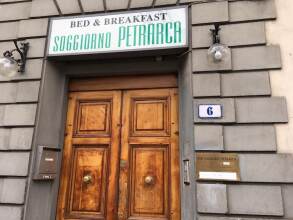 BED & BREAKFAST
SOGGIORNO PETRARCA
6